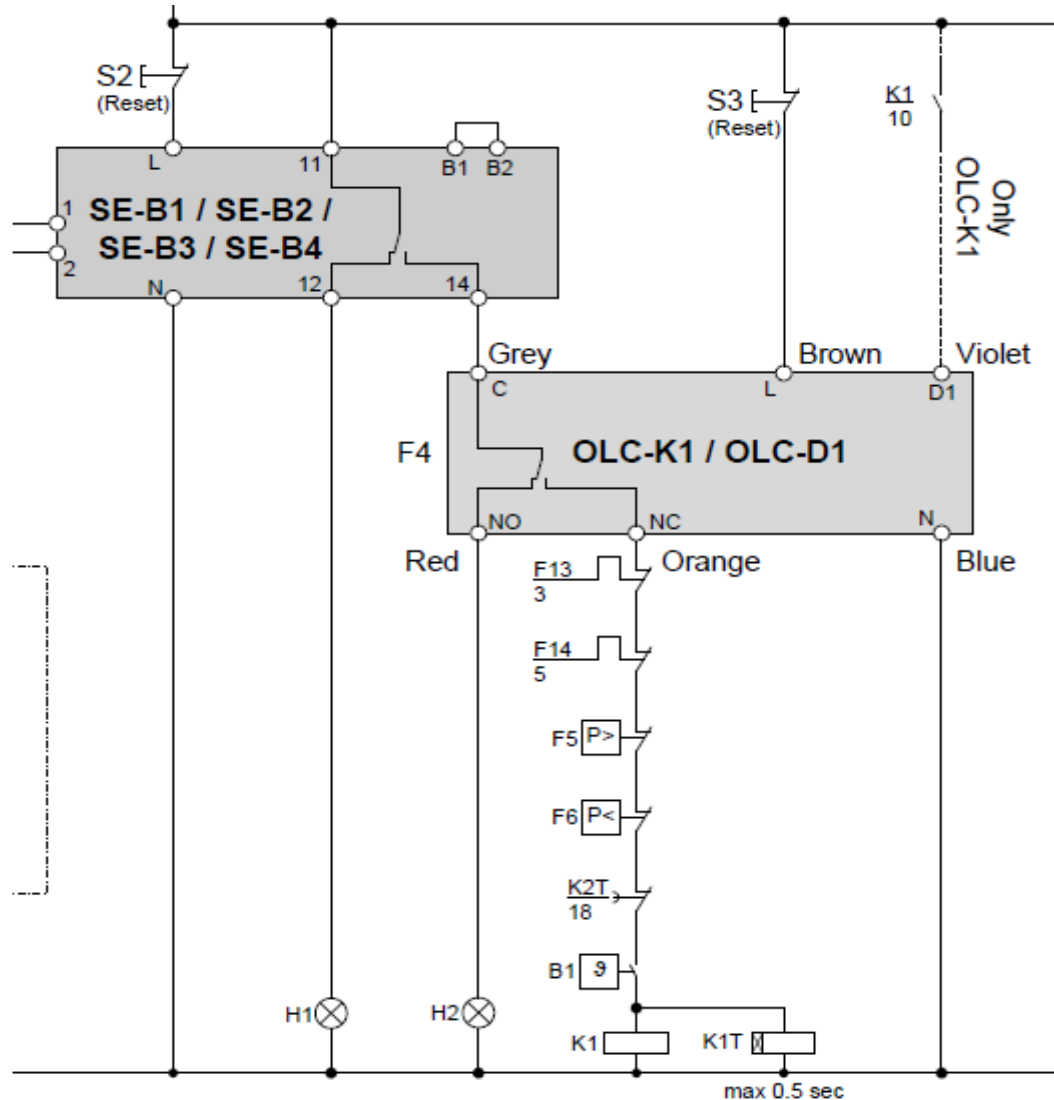 S2
(Reset)
S3
(Reset)
K1
10
Only
OLC-K1
L
11
B1
B2
1
2
SE-B1 / SE-B2 /
SE-B3 / SE-B4
N
12
14
Grey
Brown
Violet
C
L
D1
F4
OLC-K1 / OLC-D1
NO
NC
N
Red
Orange
Blue
F13
3
F14
5
F5
P>
F6
P<
K2T
18
B1
ϑ
H1
H2
K1
K1T
max 0.5 sec